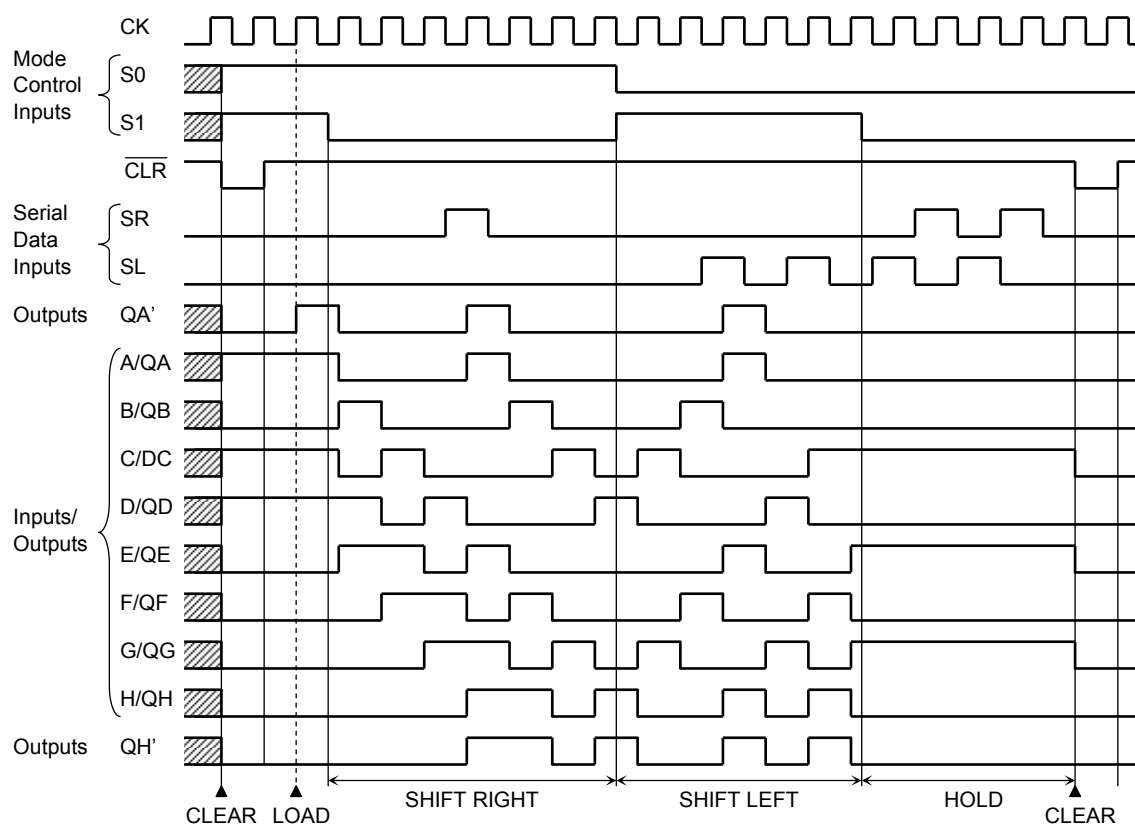 CK
Mode
Control
Inputs
S0
S1
CLR
Serial
Data
Inputs
SR
SL
Outputs QA’
A/QA
B/QB
C/DC
D/QD
Inputs/
Outputs
E/QE
F/QF
G/QG
H/QH
Outputs QH’
SHIFT RIGHT SHIFT LEFT HOLD
CLEAR LOAD CLEAR